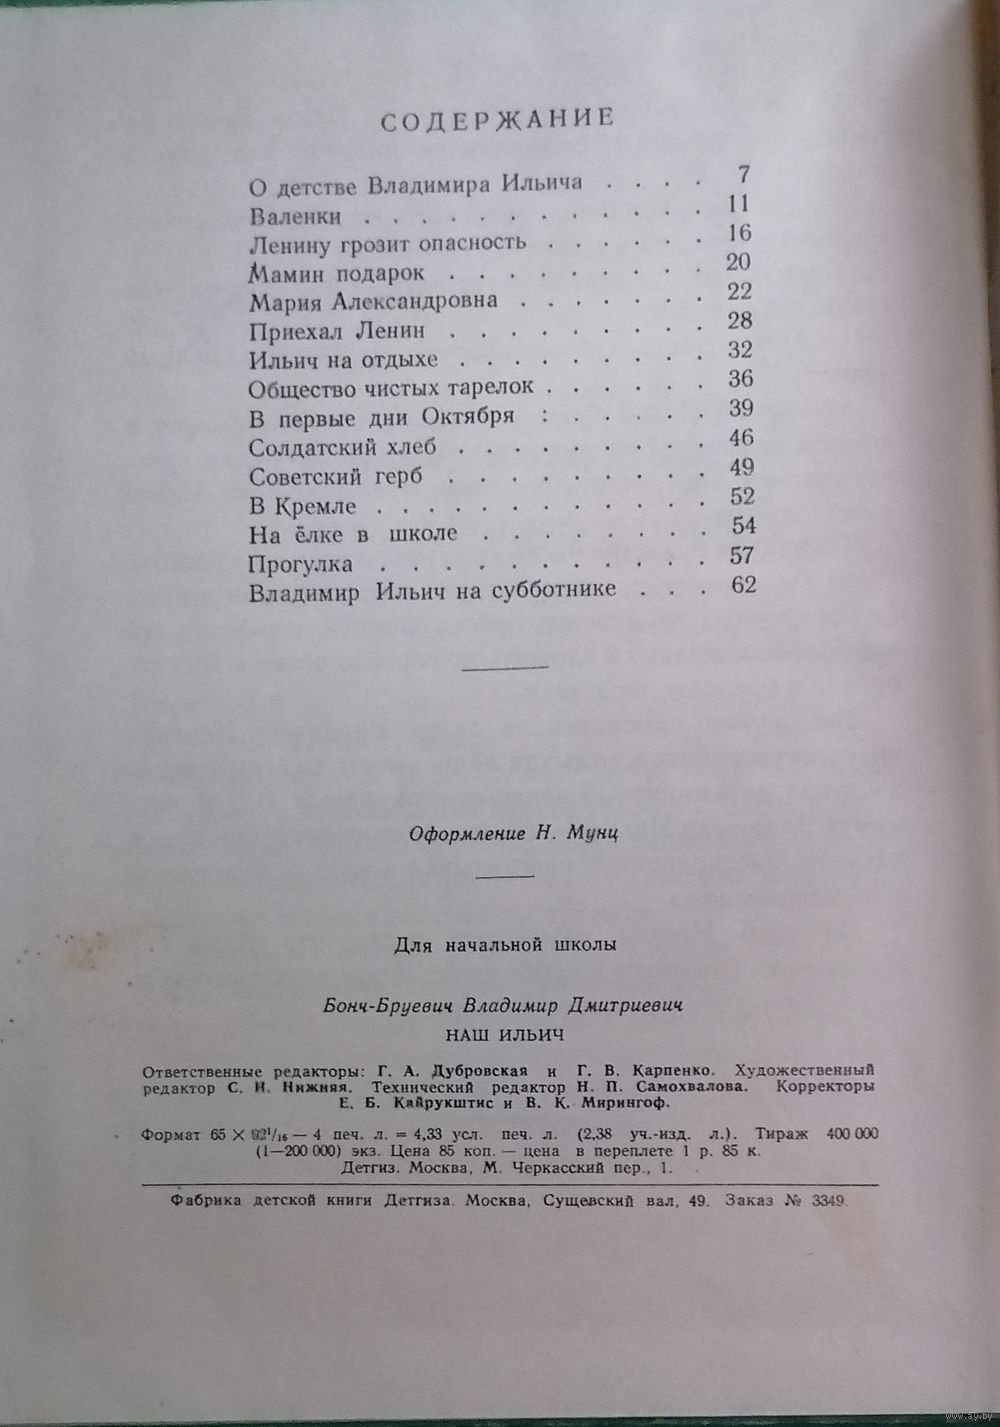 СОДЕРЖАНИЕ
О детстве Владимира Ильича . . . . 7
Валенки . . . . . . . . . . . . 11
Ленину грозит опасность . . . . . . 16
Мамин подарок . . . . . . . . . 20
Мария Александровна . . . . . . . 22
Приехал Ленин . . . . . . . . . 28
Ильич на отдыхе . . . . . . . . . 32
Общество чистых тарелок . . . . . . 36
В первые дни Октября : . . . . . 39
Солдатский хлеб . . . . . . . . . 46
Советский герб . . . . . . . . . 49
В Кремле . . . . . . . . . . . . 52
На ёлке в школе . . . . . . . . 54
Прогулка . . . . . . . . . . . . 57
Владимир Ильич на субботнике . . . 62
Оформление Н. Мунц
Для начальной школы
Бонч-Бруевич Владимир Дмитриевич
НАШ ИЛЬИЧ
Ответственные редакторы: Г. А. Дубровская и Г. В. Карпенко. Художественный
редактор С. И. Нижняя. Технический редактор Н. П. Самохвалова. Корректоры
Е. Б. Кайрукштис и В. К. Мирингоф.
Формат 65 × 92¹/₁₆ — 4 печ. л. = 4,33 усл. печ. л. (2,38 уч.-изд. л.). Тираж 400 000
(1—200 000) экз. Цена 85 коп. — цена в переплете 1 р. 85 к.
Детгиз. Москва, М. Черкасский пер., 1.
Фабрика детской книги Детгиза. Москва, Сущевский вал, 49. Заказ № 3349.
www.ay.by